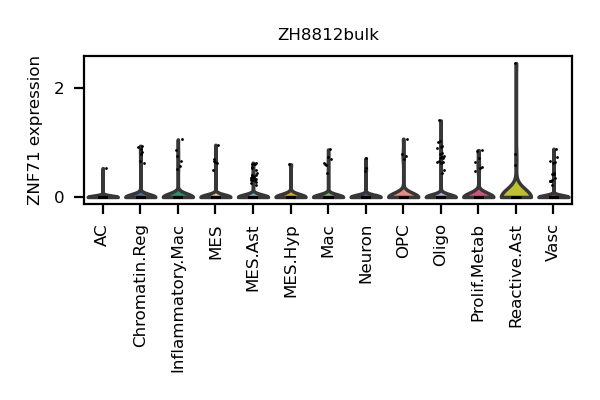 ZH8812bulk
ZNF71 expression
2
0
AC
Chromatin.Reg
Inflammatory.Mac
MES
MES.Ast
MES.Hyp
Mac
Neuron
OPC
Oligo
Prolif.Metab
Reactive.Ast
Vasc